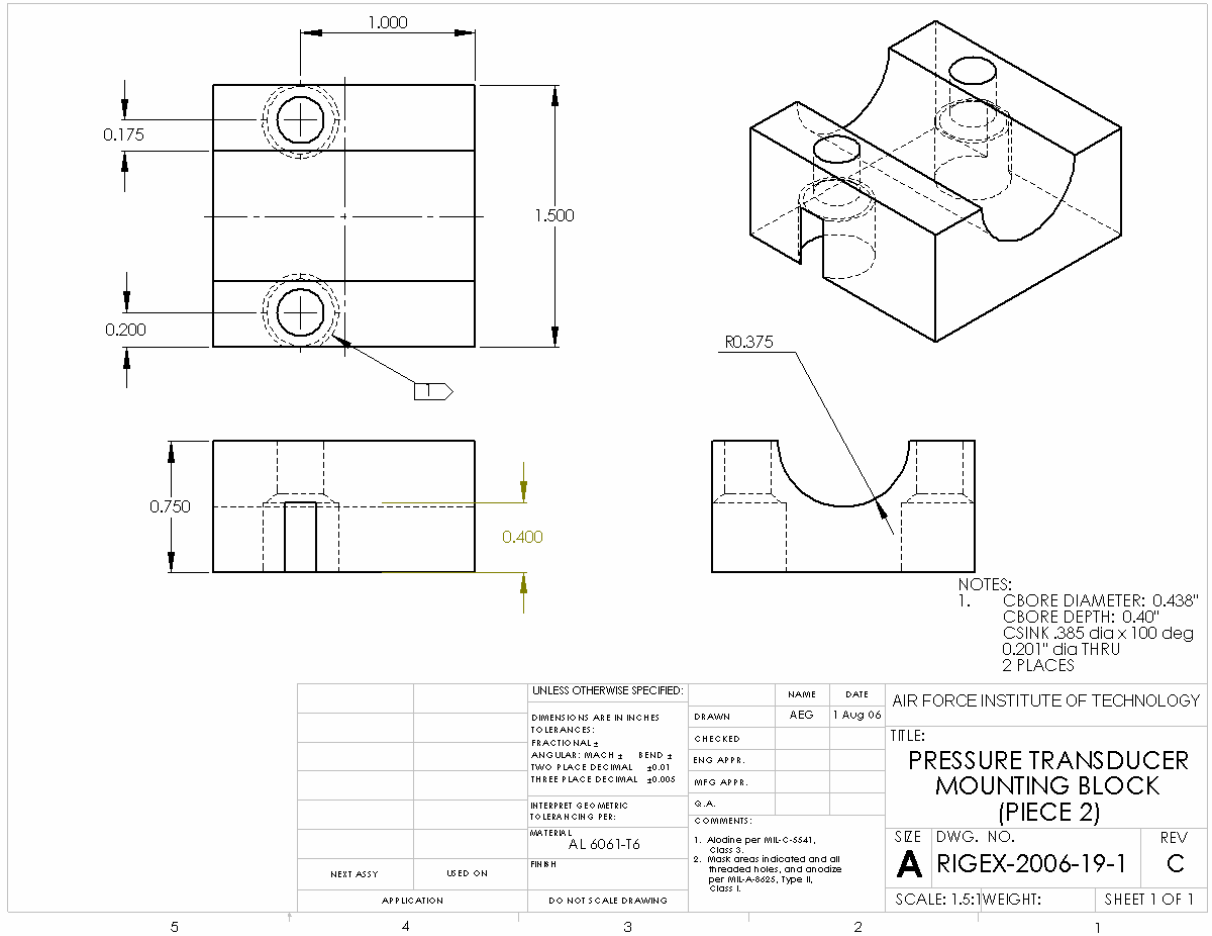 1.000
0.175
1.500
0.200
1
R0.375
0.750
0.400
NOTES:
1. CBORE DIAMETER: 0.438"
CBORE DEPTH: 0.40"
CSINK .385 dia x 100 deg
0.201" dia THRU
2 PLACES
UNLESS OTHERWISE SPECIFIED:
DIMENSIONS ARE IN INCHES
TOLERANCES:
FRACTIONAL ±
ANGULAR: MACH ± BEND ±
TWO PLACE DECIMAL ±0.01
THREE PLACE DECIMAL ±0.005
INTERPRET GEOMETRIC
TOLERANCING PER:
MATERIAL
AL 6061-T6
FINISH
DO NOT SCALE DRAWING
NEXT ASSY
USED ON
APPLICATION
NAME DATE
DRAWN AEG 1 Aug 06
CHECKED
ENG APPR.
MFG APPR.
Q.A.
COMMENTS:
1. Alodine per MIL-C-5541,
Class 3.
2. Mask areas indicated and all
threaded holes, and anodize
per MIL-A-8625, Type II,
Class I.
AIR FORCE INSTITUTE OF TECHNOLOGY
TITLE:
PRESSURE TRANSDUCER
MOUNTING BLOCK
(PIECE 2)
SIZE DWG. NO. REV
A RIGEX-2006-19-1 C
SCALE: 1.5:1 WEIGHT: SHEET 1 OF 1
5 4 3 2 1